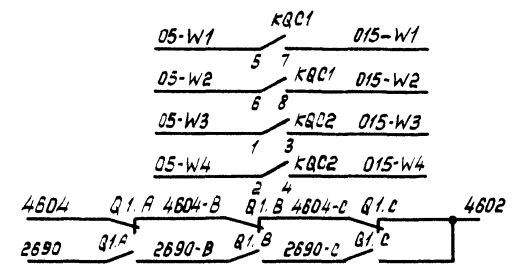 05-W1 KQC1 015-W1
5 7
05-W2 KQC1 015-W2
6 8
05-W3 KQC2 015-W3
1 3
05-W4 KQC2 015-W4
2 4
4604 Q1.A 4604-B Q1.B 4604-C Q1.C 4602
2690 Q1.A 2690-B Q1.B 2690-C Q1.C